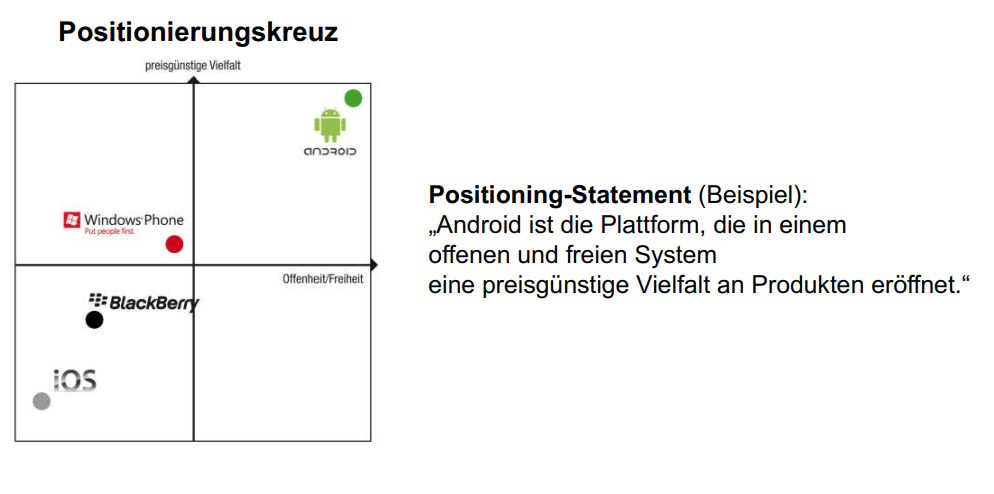 Positionierungskreuz
preisgünstige Vielfalt
ANDROID
Windows Phone
Put people first.
Offenheit/Freiheit
BlackBerry
iOS
Positioning-Statement (Beispiel):
„Android ist die Plattform, die in einem
offenen und freien System
eine preisgünstige Vielfalt an Produkten eröffnet.“